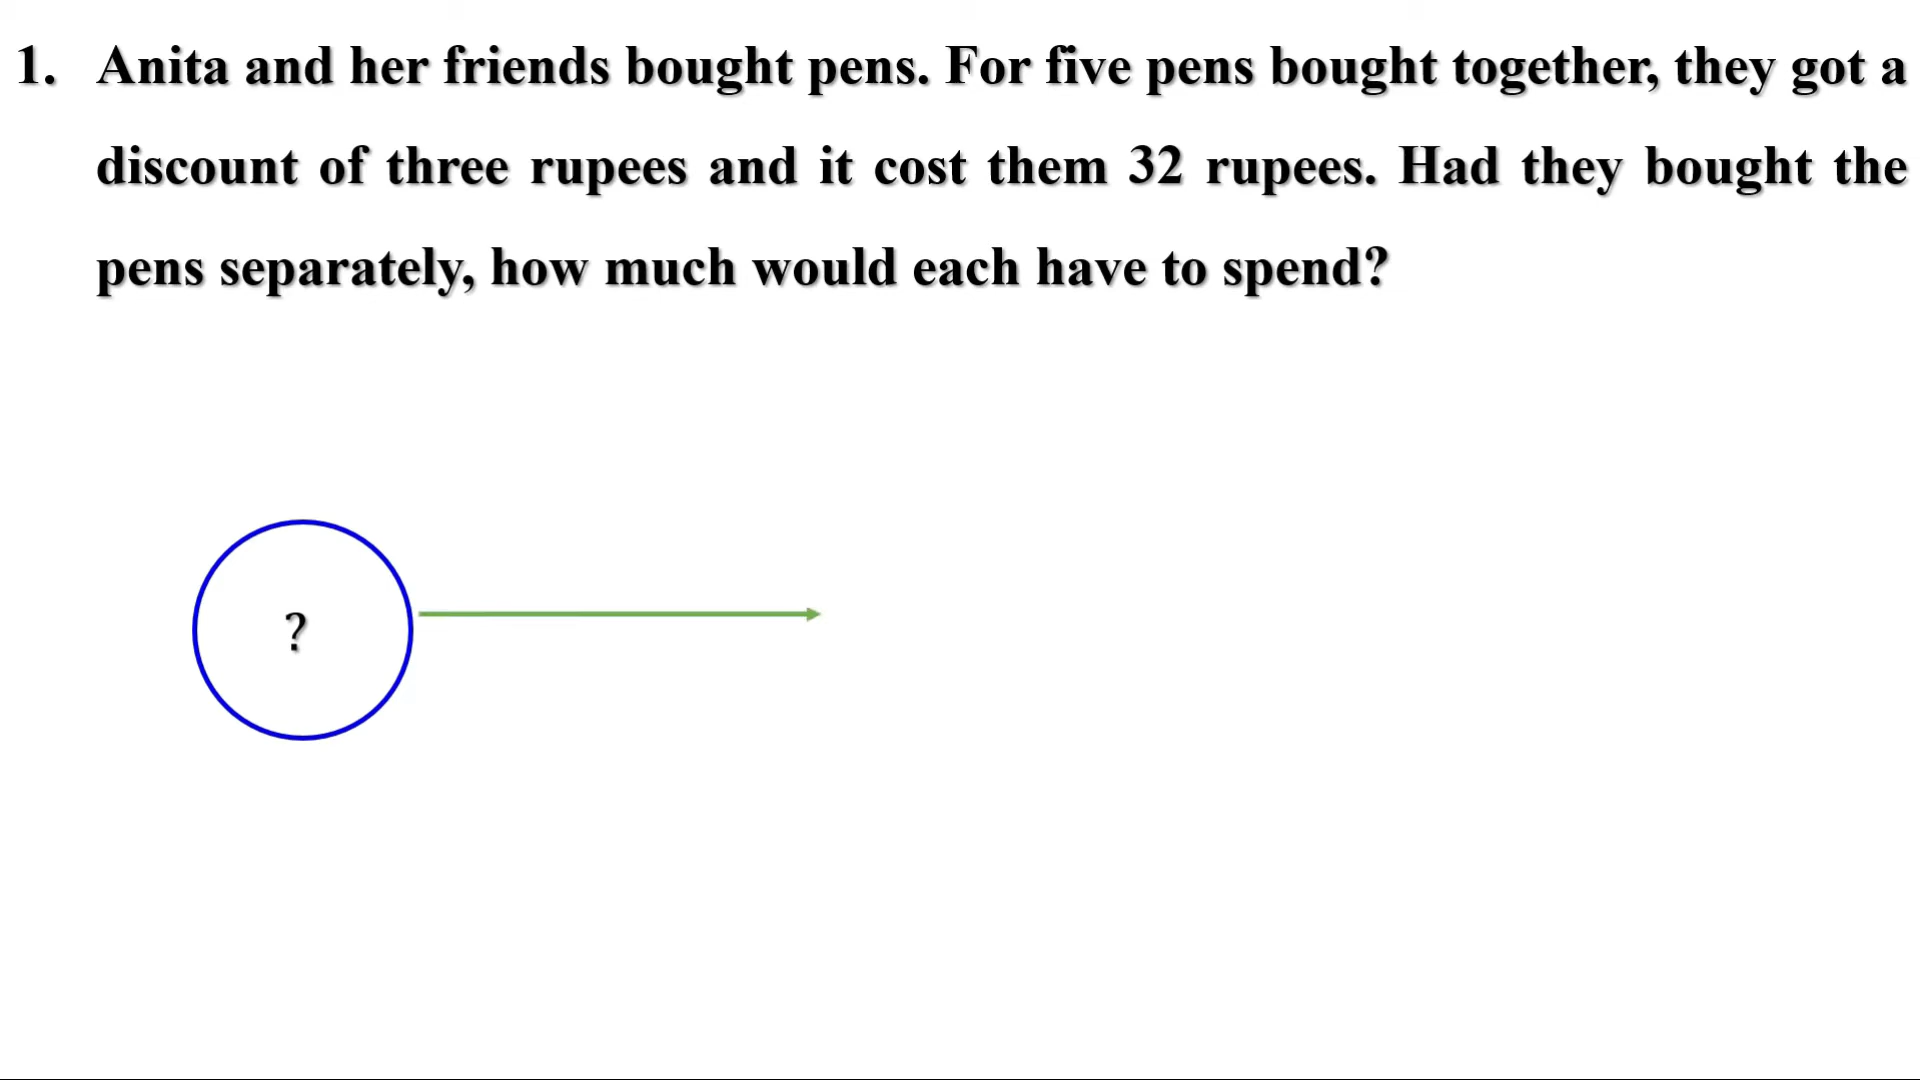 1. Anita and her friends bought pens. For five pens bought together, they got a
discount of three rupees and it cost them 32 rupees. Had they bought the
pens separately, how much would each have to spend?
?